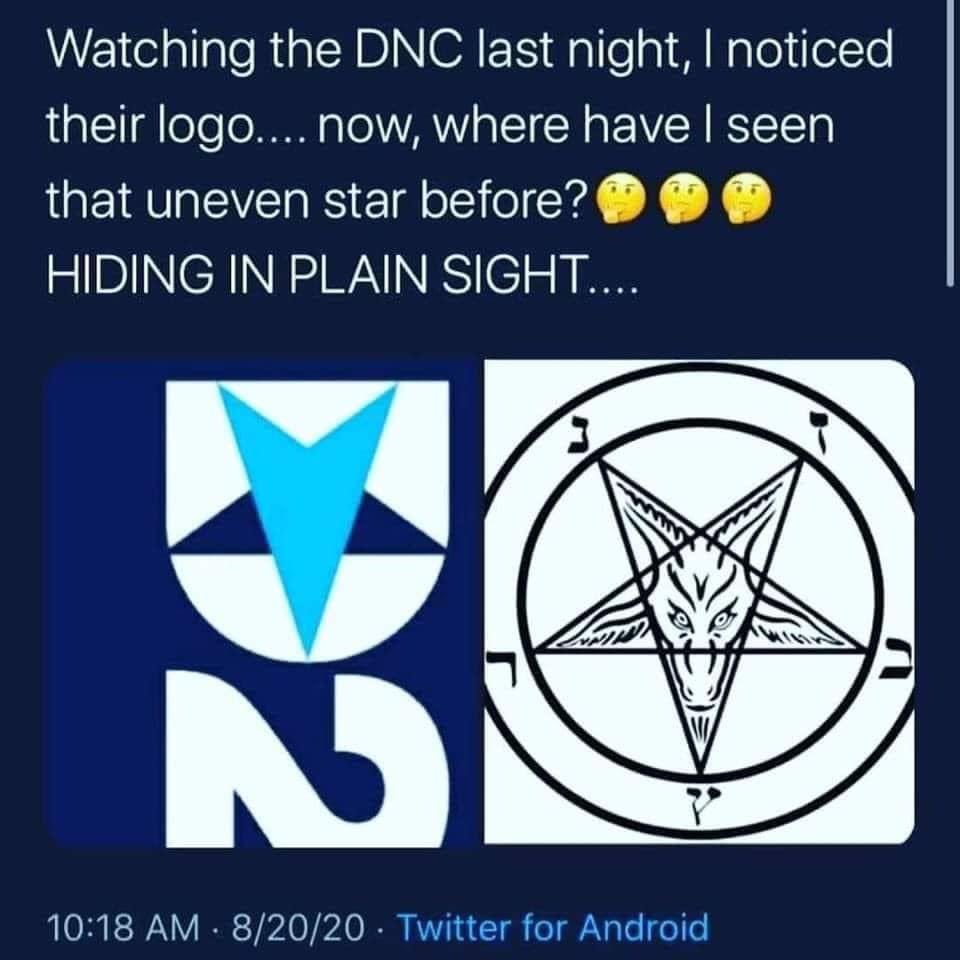 Watching the DNC last night, I noticed
their logo.... now, where have I seen
that uneven star before?🤔🤔🤔
HIDING IN PLAIN SIGHT....
10:18 AM · 8/20/20 · Twitter for Android